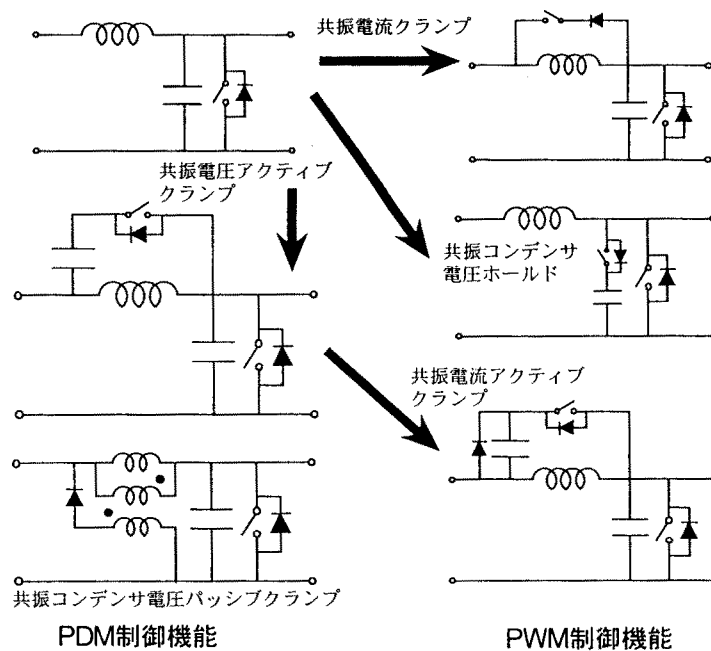 共振電流クランプ
共振電圧アクティブ
クランプ
共振コンデンサ
電圧ホールド
共振電流アクティブ
クランプ
共振コンデンサ電圧パッシブクランプ
PDM制御機能
PWM制御機能